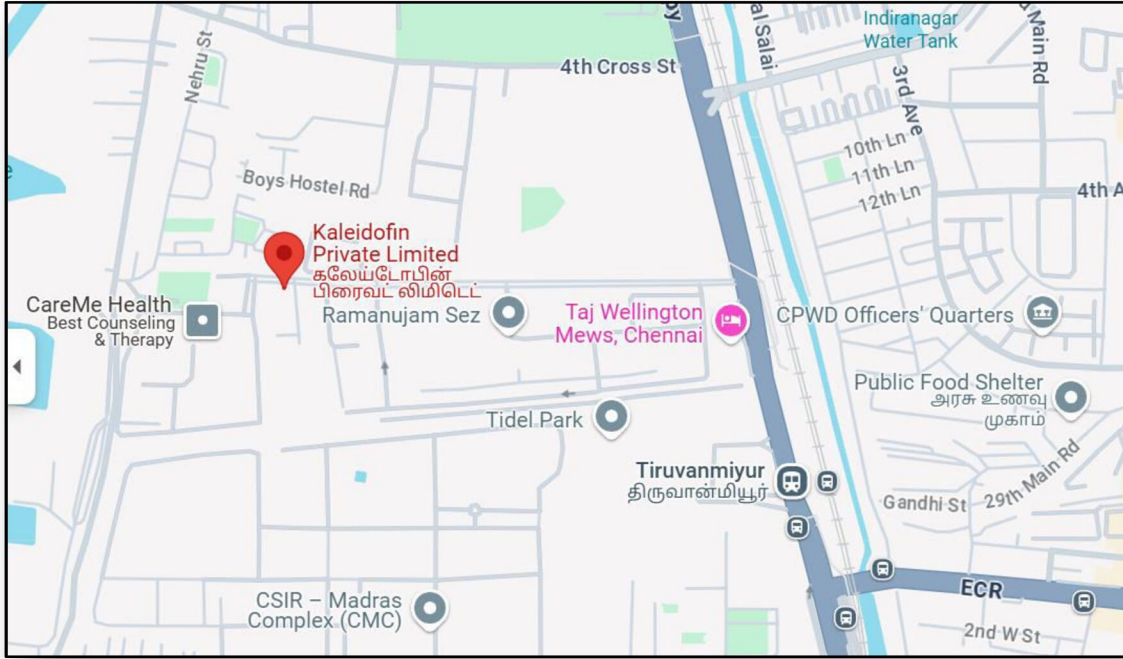 by
al Salai
Indiranagar
Water Tank
Main Rd
4th Cross St
3rd Ave
Nehru St
10th Ln
11th Ln
12th Ln
4th A
Boys Hostel Rd
Kaleidofin
Private Limited
கலேய்டோபின்
பிரைவட் லிமிடெட்
CareMe Health
Best Counseling
& Therapy
Ramanujam Sez
Taj Wellington
Mews, Chennai
CPWD Officers' Quarters
Public Food Shelter
அரசு உணவு
முகாம்
Tidel Park
Tiruvanmiyur
திருவான்மியூர்
Gandhi St
29th Main Rd
ECR
CSIR – Madras
Complex (CMC)
2nd W St